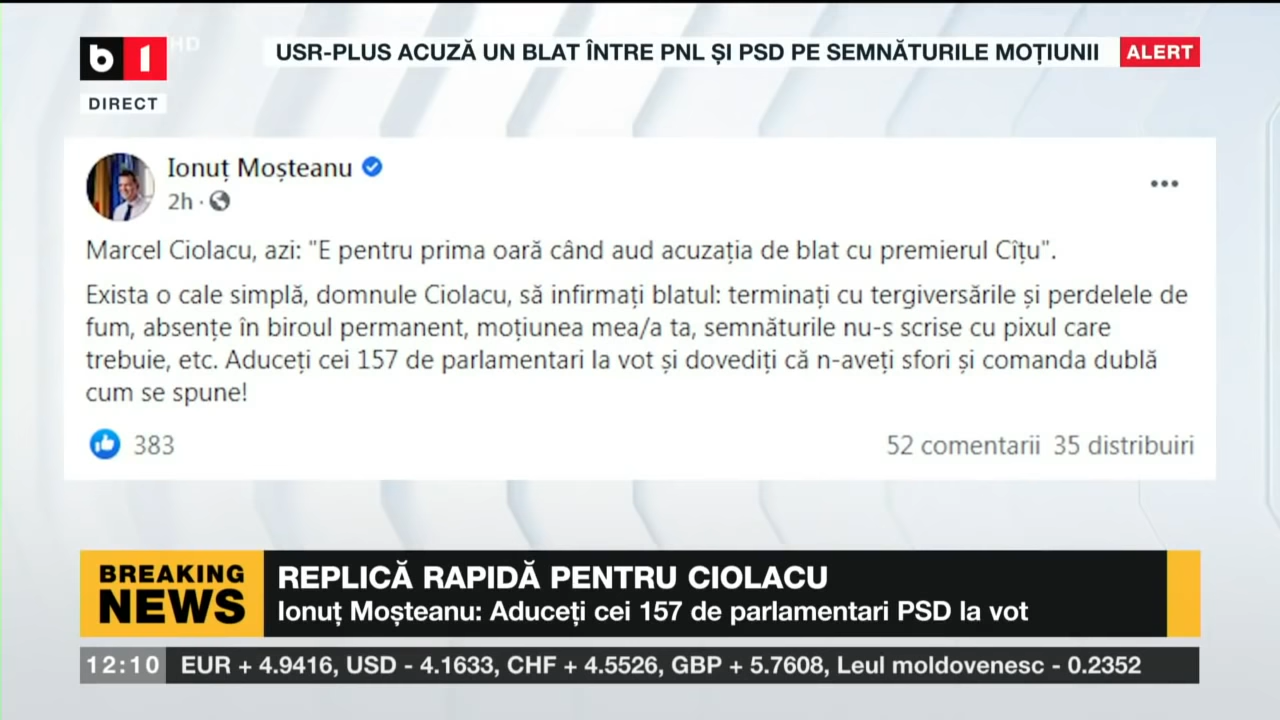 b1
HD
DIRECT
USR-PLUS ACUZĂ UN BLAT ÎNTRE PNL ȘI PSD PE SEMNĂTURILE MOȚIUNII
ALERT
Ionuț Moșteanu
2h ·
Marcel Ciolacu, azi: "E pentru prima oară când aud acuzația de blat cu premierul Cîțu".
Exista o cale simplă, domnule Ciolacu, să infirmați blatul: terminați cu tergiversările și perdelele de
fum, absențe în biroul permanent, moțiunea mea/a ta, semnăturile nu-s scrise cu pixul care
trebuie, etc. Aduceți cei 157 de parlamentari la vot și dovediți că n-aveți sfori și comanda dublă
cum se spune!
383
52 comentarii 35 distribuiri
BREAKING
NEWS
REPLICĂ RAPIDĂ PENTRU CIOLACU
Ionuț Moșteanu: Aduceți cei 157 de parlamentari PSD la vot
12:10 EUR + 4.9416, USD - 4.1633, CHF + 4.5526, GBP + 5.7608, Leul moldovenesc - 0.2352